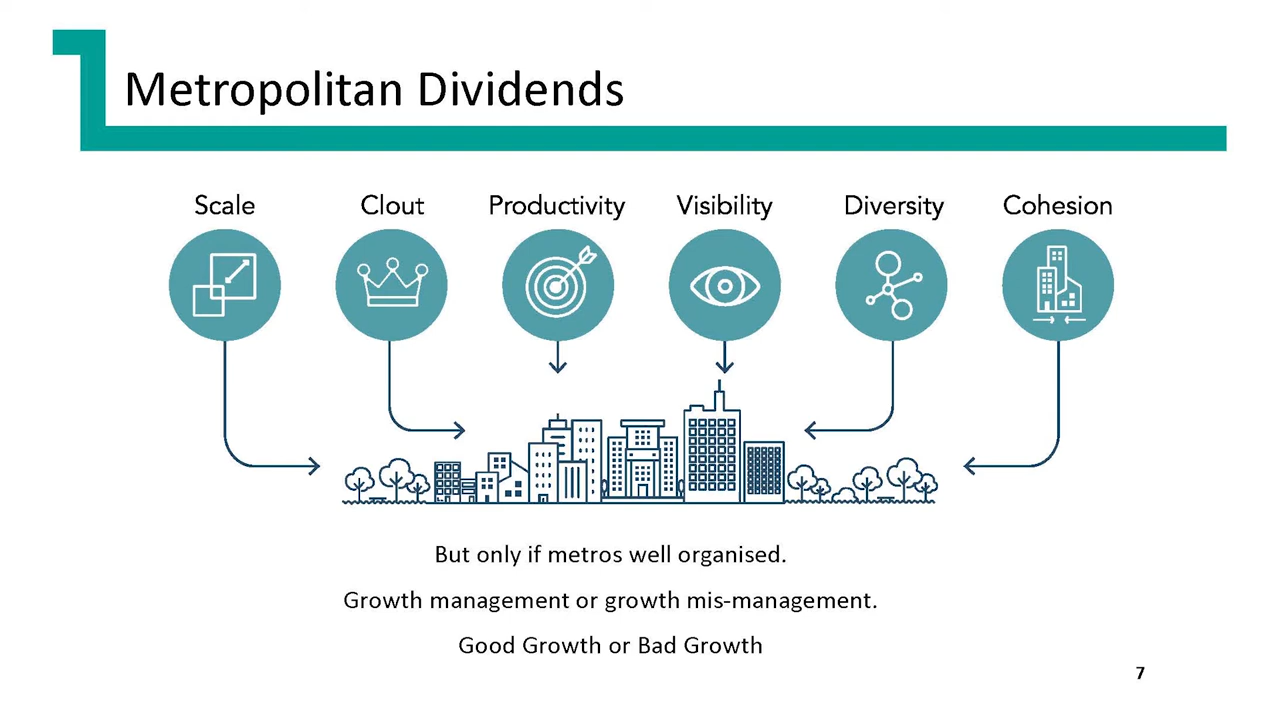 Metropolitan Dividends
Scale
Clout
Productivity
Visibility
Diversity
Cohesion
But only if metros well organised.
Growth management or growth mis-management.
Good Growth or Bad Growth
7